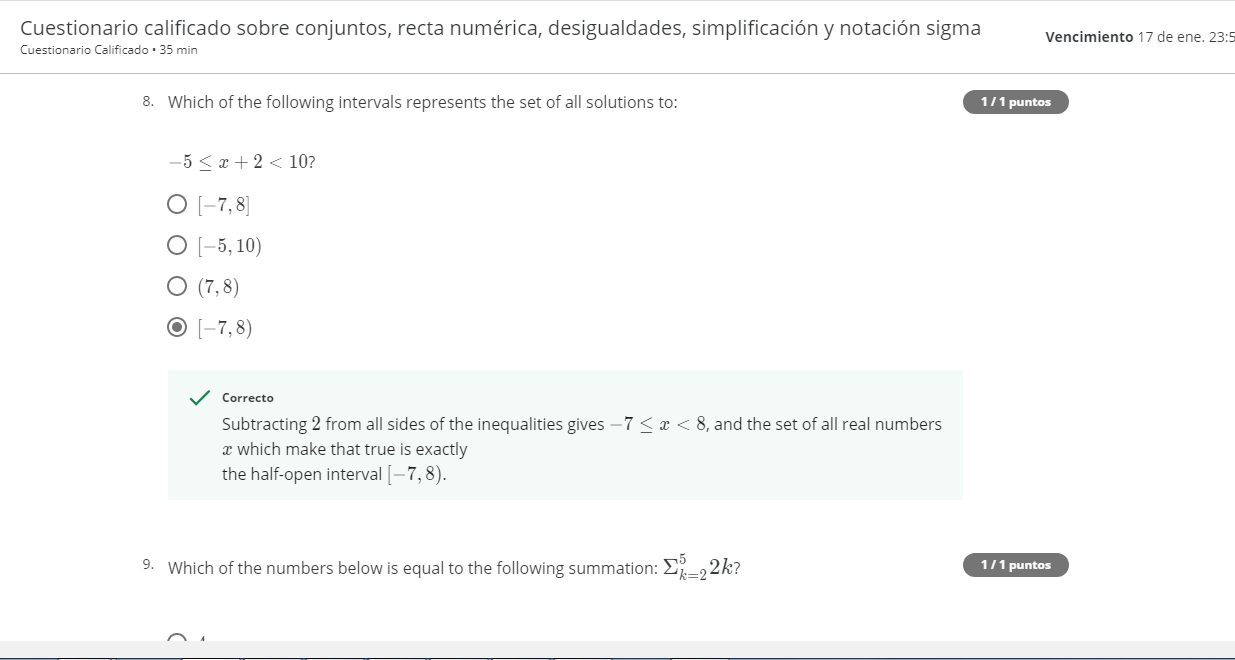 Cuestionario calificado sobre conjuntos, recta numérica, desigualdades, simplificación y notación sigma
Cuestionario Calificado • 35 min
Vencimiento 17 de ene. 23:5
8. Which of the following intervals represents the set of all solutions to:
1 / 1 puntos
−5 ≤ x + 2 < 10?
[−7, 8]
[−5, 10)
(7, 8)
[−7, 8)
Correcto
Subtracting 2 from all sides of the inequalities gives −7 ≤ x < 8, and the set of all real numbers
x which make that true is exactly
the half-open interval [−7, 8).
9. Which of the numbers below is equal to the following summation: Σ⁵ₖ₌₂ 2k?
1 / 1 puntos